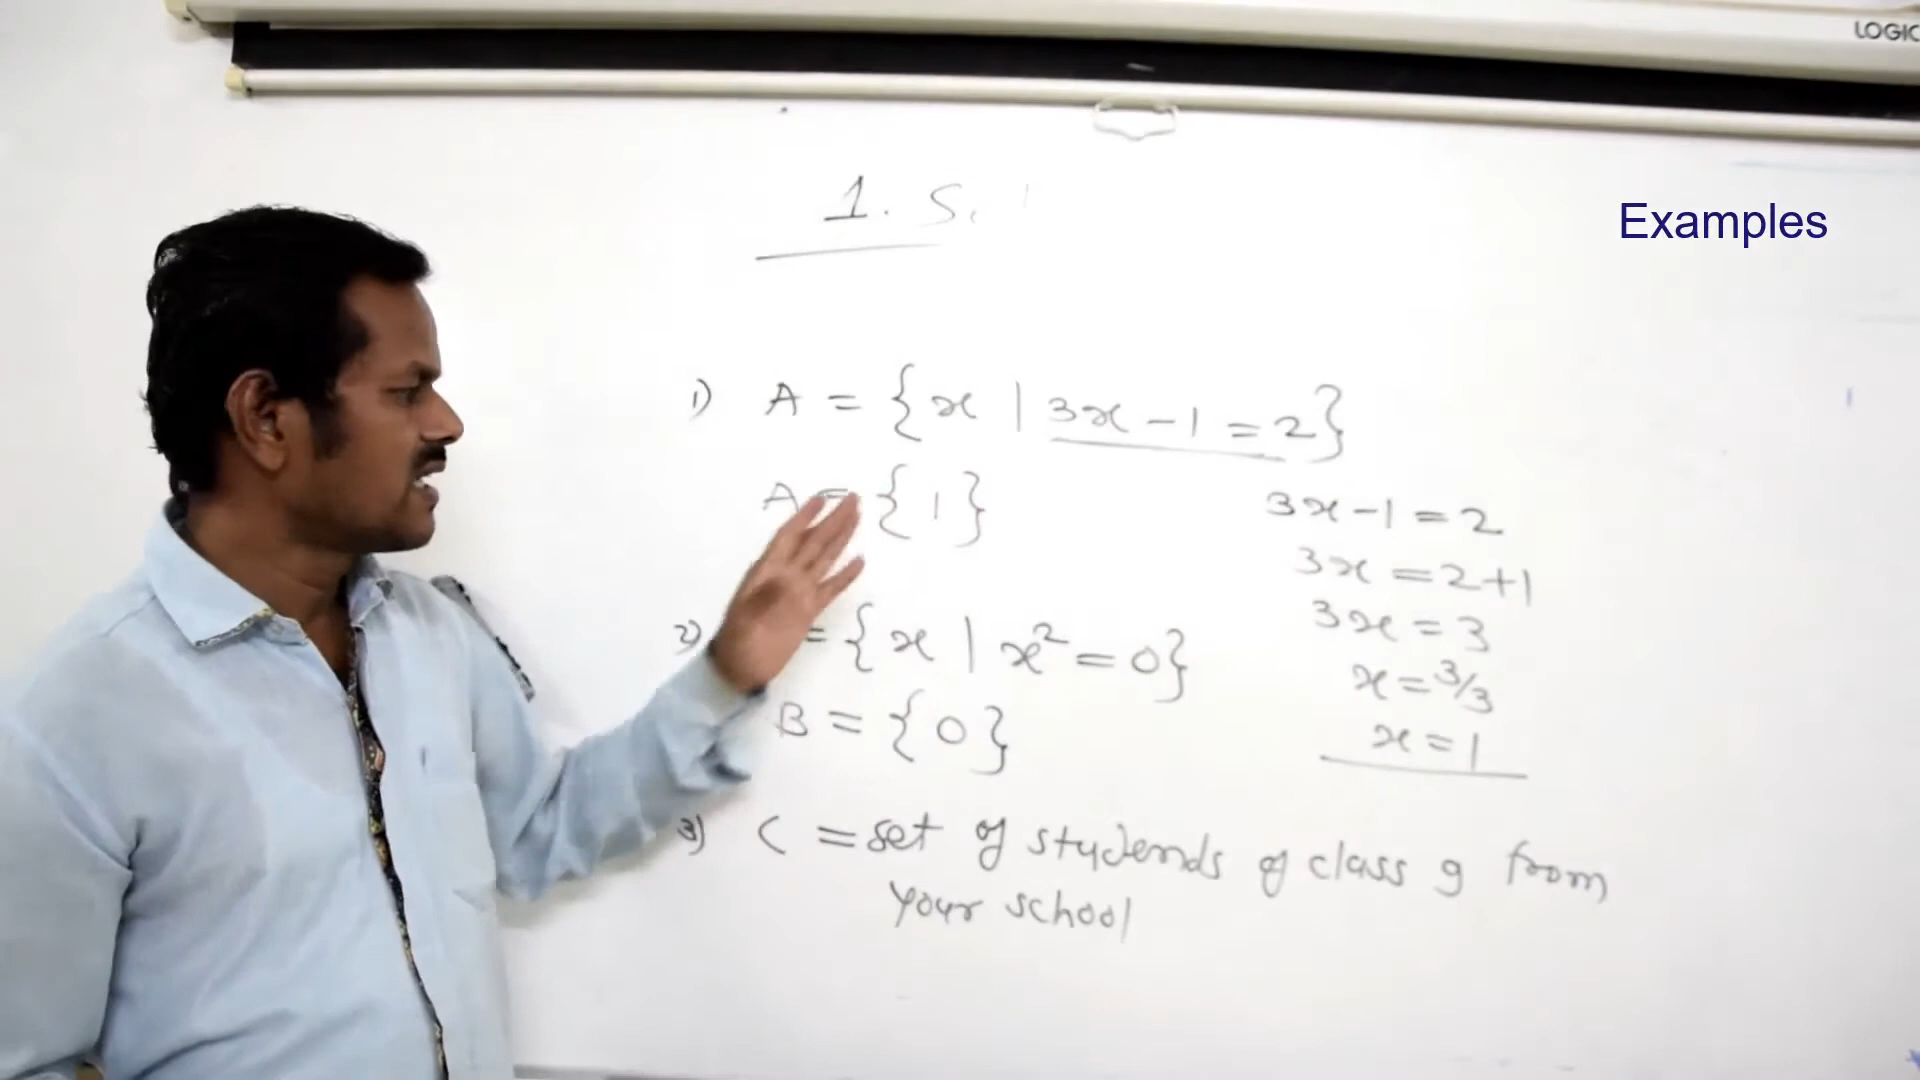 LOGIC
Examples
1. S
1) A = {x | 3x - 1 = 2}
A = {1}
3x - 1 = 2
3x = 2+1
3x = 3
x = 3/3
x = 1
2) = {x | x² = 0}
B = {0}
3) C = set of students of class 9 from
your school